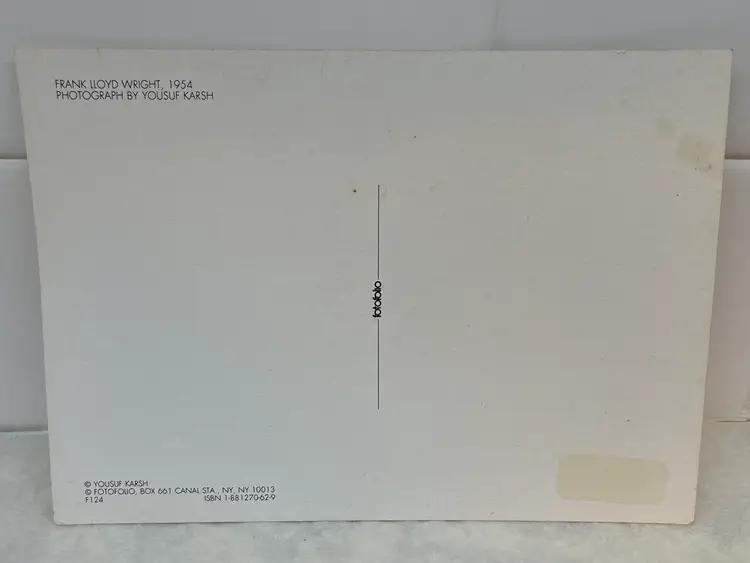 FRANK LLOYD WRIGHT, 1954
PHOTOGRAPH BY YOUSUF KARSH
fotofolio
© YOUSUF KARSH
© FOTOFOLIO, BOX 661 CANAL STA., NY, NY 10013
F124 ISBN 1-881270-62-9